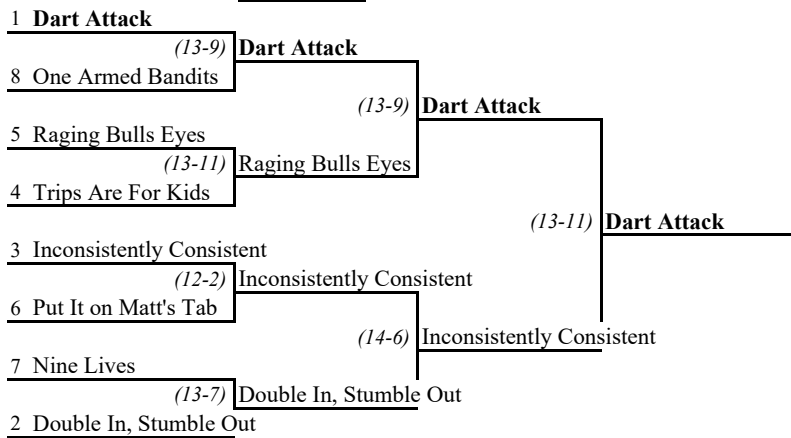 1 Dart Attack
(13-9) Dart Attack
8 One Armed Bandits
(13-9) Dart Attack
5 Raging Bulls Eyes
(13-11) Raging Bulls Eyes
4 Trips Are For Kids
(13-11) Dart Attack
3 Inconsistently Consistent
(12-2) Inconsistently Consistent
6 Put It on Matt's Tab
(14-6) Inconsistently Consistent
7 Nine Lives
(13-7) Double In, Stumble Out
2 Double In, Stumble Out